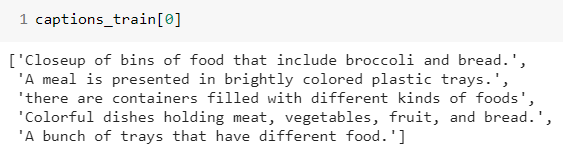 1 captions_train[0]
['Closeup of bins of food that include broccoli and bread.',
'A meal is presented in brightly colored plastic trays.',
'there are containers filled with different kinds of foods',
'Colorful dishes holding meat, vegetables, fruit, and bread.',
'A bunch of trays that have different food.']